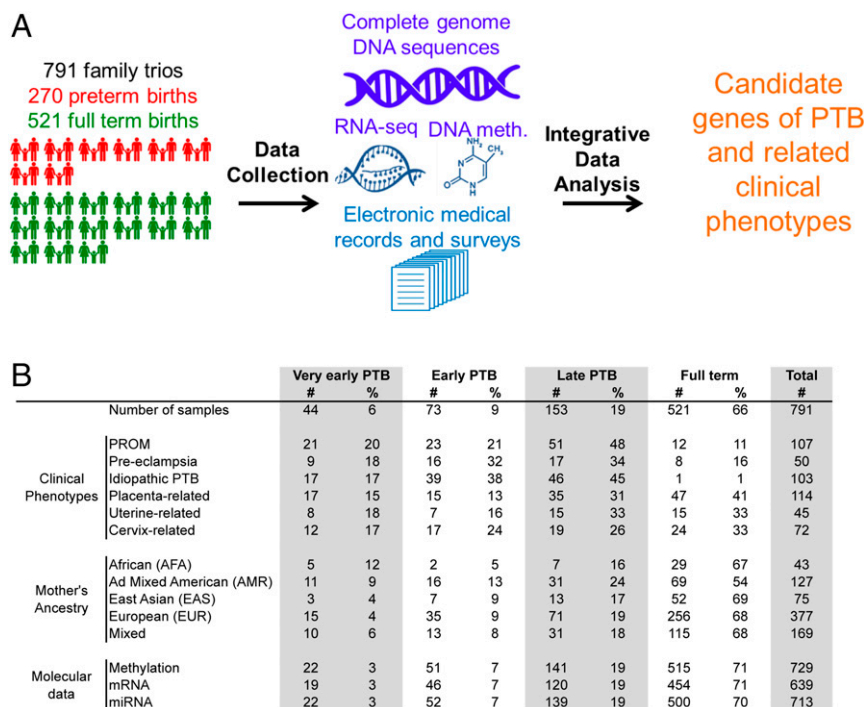 A
791 family trios
270 preterm births
521 full term births
Data
Collection
Complete genome
DNA sequences
RNA-seq DNA meth.
NH₂
CH₃
N
O
N
H
Electronic medical
records and surveys
Integrative
Data
Analysis
Candidate
genes of PTB
and related
clinical
phenotypes
B
Very early PTB Early PTB Late PTB Full term Total
# % # % # % # % #
Number of samples 44 6 73 9 153 19 521 66 791
Clinical
Phenotypes
PROM 21 20 23 21 51 48 12 11 107
Pre-eclampsia 9 18 16 32 17 34 8 16 50
Idiopathic PTB 17 17 39 38 46 45 1 1 103
Placenta-related 17 15 15 13 35 31 47 41 114
Uterine-related 8 18 7 16 15 33 15 33 45
Cervix-related 12 17 17 24 19 26 24 33 72
Mother's
Ancestry
African (AFA) 5 12 2 5 7 16 29 67 43
Ad Mixed American (AMR) 11 9 16 13 31 24 69 54 127
East Asian (EAS) 3 4 7 9 13 17 52 69 75
European (EUR) 15 4 35 9 71 19 256 68 377
Mixed 10 6 13 8 31 18 115 68 169
Molecular
data
Methylation 22 3 51 7 141 19 515 71 729
mRNA 19 3 46 7 120 19 454 71 639
miRNA 22 3 52 7 139 19 500 70 713